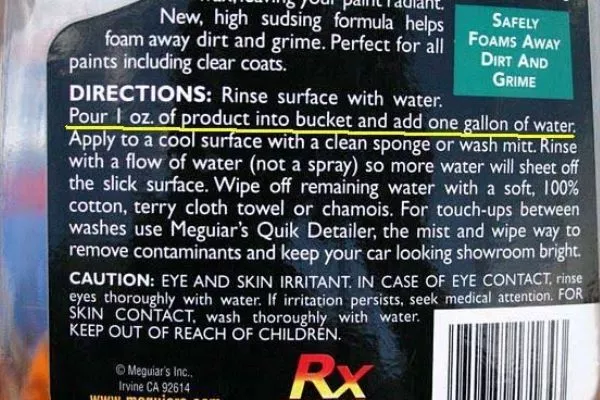 your paint radiant.
New, high sudsing formula helps
foam away dirt and grime. Perfect for all
paints including clear coats.
SAFELY
FOAMS AWAY
DIRT AND
GRIME
DIRECTIONS: Rinse surface with water.
Pour 1 oz. of product into bucket and add one gallon of water.
Apply to a cool surface with a clean sponge or wash mitt. Rinse
with a flow of water (not a spray) so more water will sheet off
the slick surface. Wipe off remaining water with a soft, 100%
cotton, terry cloth towel or chamois. For touch-ups between
washes use Meguiar's Quik Detailer, the mist and wipe way to
remove contaminants and keep your car looking showroom bright.
CAUTION: EYE AND SKIN IRRITANT. IN CASE OF EYE CONTACT, rinse
eyes thoroughly with water. If irritation persists, seek medical attention. FOR
SKIN CONTACT, wash thoroughly with water.
KEEP OUT OF REACH OF CHILDREN.
© Meguiar's Inc.,
Irvine CA 92614
Rx